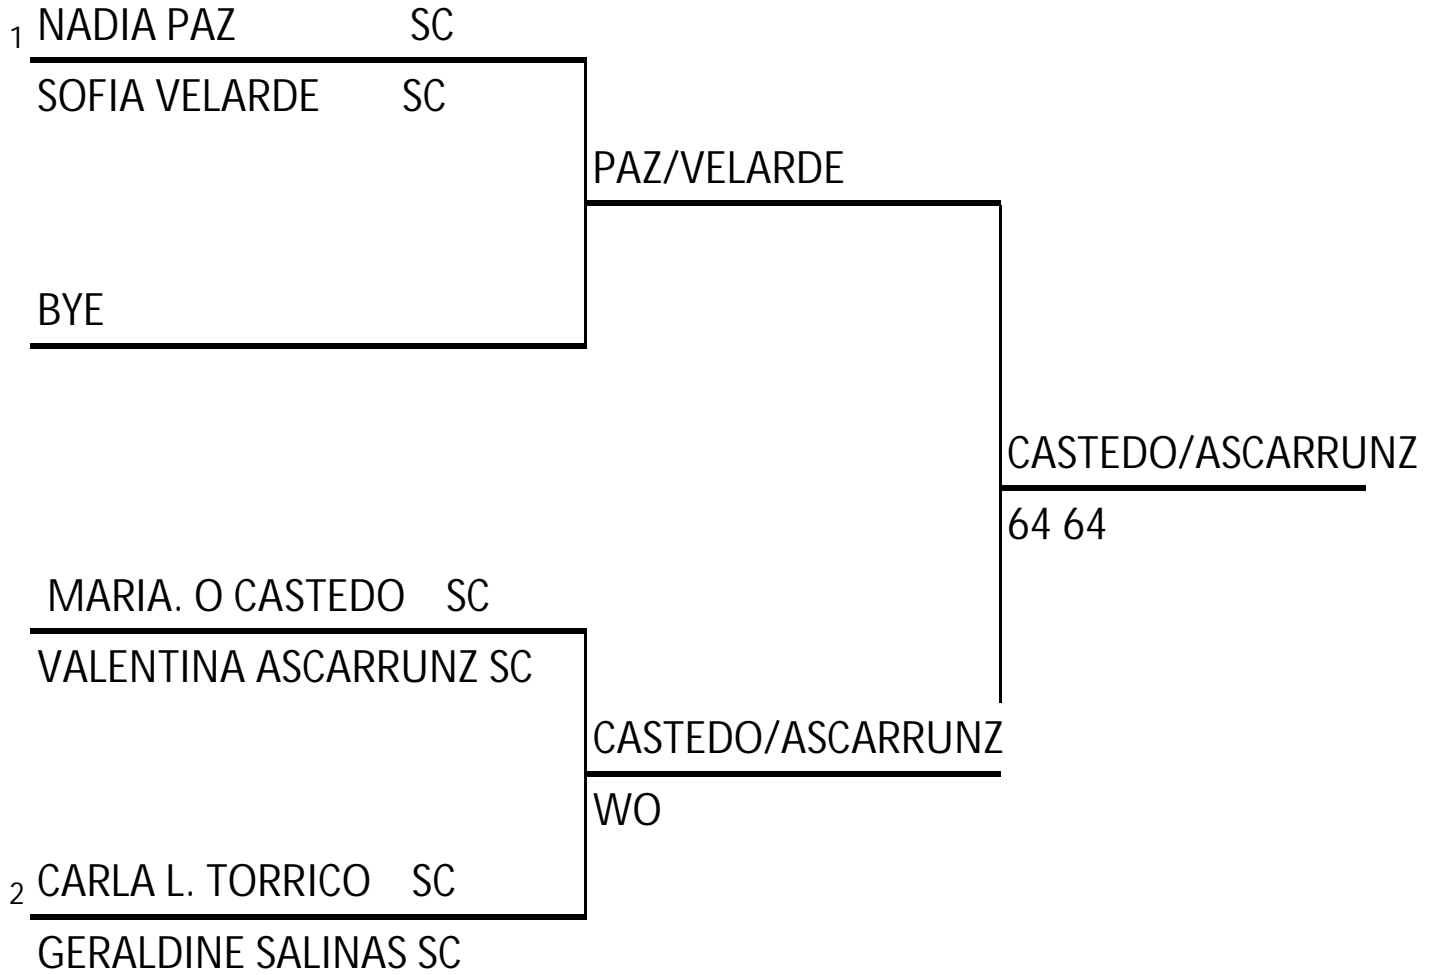 1 NADIA PAZ SC
SOFIA VELARDE SC
PAZ/VELARDE
BYE
CASTEDO/ASCARRUNZ
64 64
MARIA. O CASTEDO SC
VALENTINA ASCARRUNZ SC
CASTEDO/ASCARRUNZ
WO
2 CARLA L. TORRICO SC
GERALDINE SALINAS SC